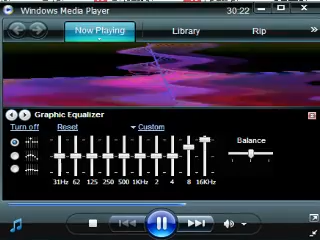 Windows Media Player 30:22
Now Playing Library Rip
Graphic Equalizer
Turn off Reset Custom
Balance
31Hz 62 125 250 500 1KHz 2 4 8 16KHz